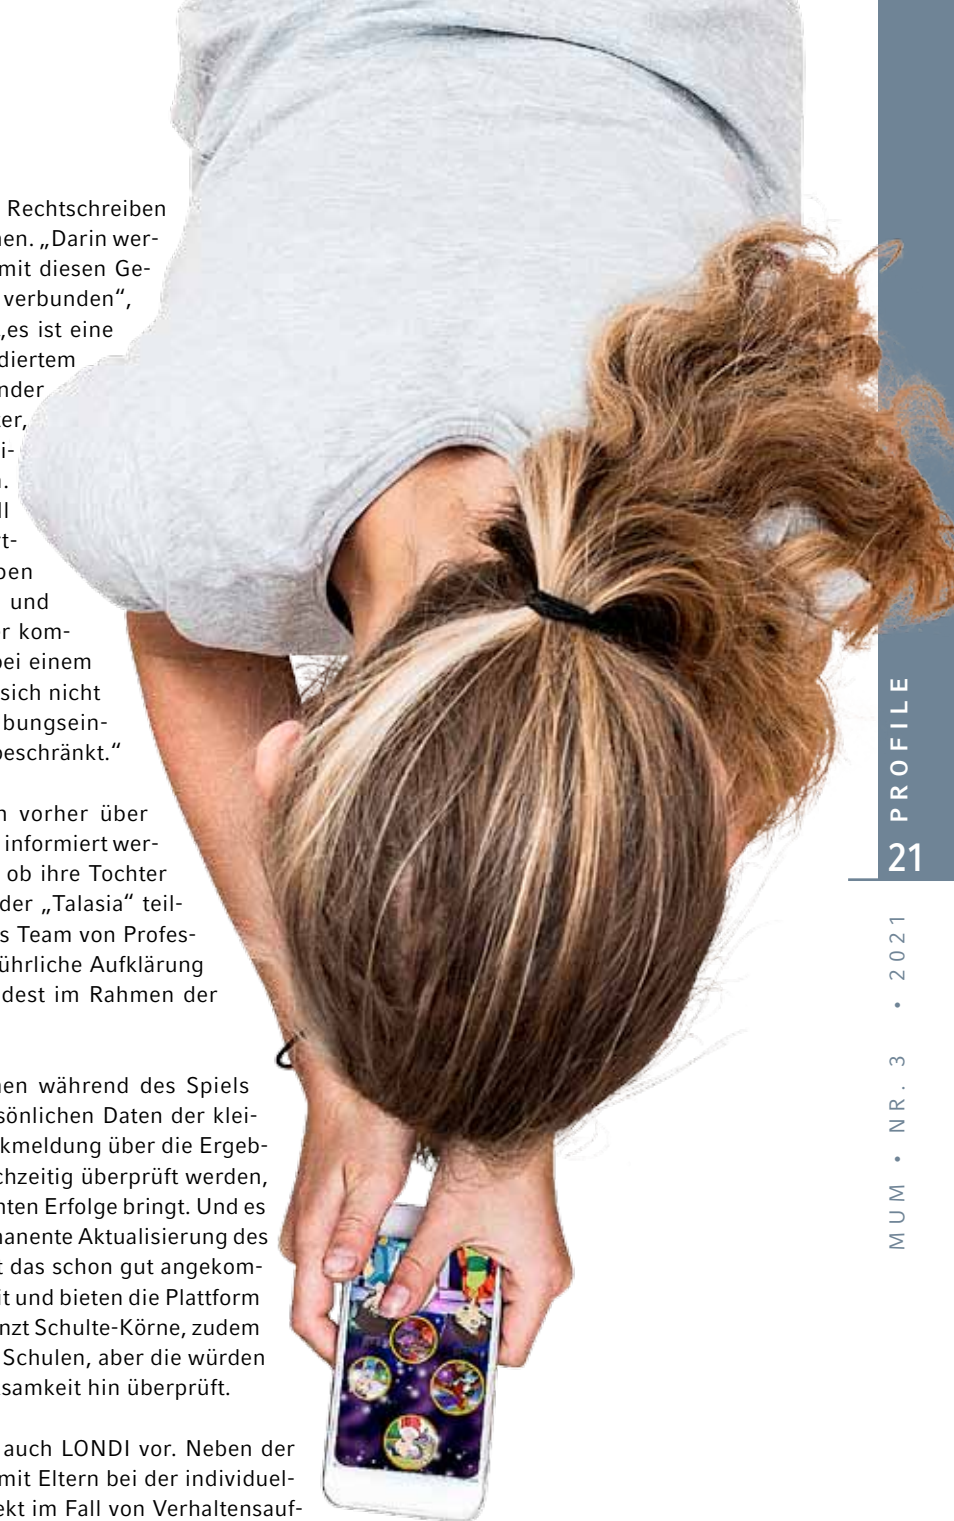 Rechtschreiben
nen. „Darin wer-
mit diesen Ge-
verbunden“,
„es ist eine
diertem
nder
er,
i-
.
ll
t-
ben
und
r kom-
bei einem
sich nicht
bungsein-
beschränkt.“
n vorher über
informiert wer-
ob ihre Tochter
der „Talasia“ teil-
s Team von Profes-
ührliche Aufklärung
dest im Rahmen der
nen während des Spiels
sönlichen Daten der klei-
kmeldung über die Ergeb-
chzeitig überprüft werden,
nten Erfolge bringt. Und es
nanente Aktualisierung des
t das schon gut angekom-
it und bieten die Plattform
nzt Schulte-Körne, zudem
Schulen, aber die würden
samkeit hin überprüft.
auch LONDI vor. Neben der
mit Eltern bei der individuel-
ekt im Fall von Verhaltensauf-
PROFILE
21
MUM • NR. 3 • 2021